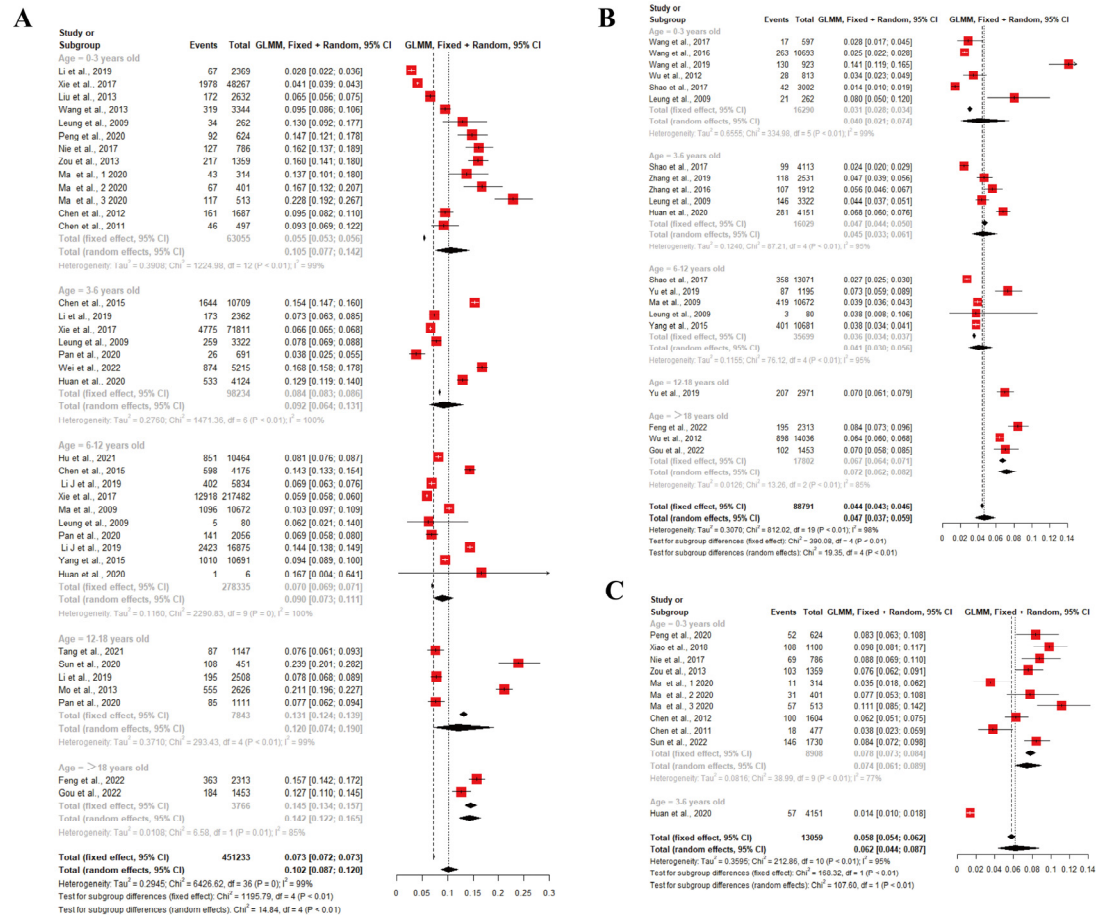 A
Study or
Subgroup Events Total GLMM, Fixed + Random, 95% CI GLMM, Fixed + Random, 95% CI
Age = 0-3 years old
Li et al., 2019 67 2369 0.028 [0.022; 0.036]
Xie et al., 2017 1978 48267 0.041 [0.039; 0.043]
Liu et al., 2013 172 2632 0.065 [0.056; 0.075]
Wang et al., 2013 319 3344 0.095 [0.086; 0.106]
Leung et al., 2009 34 262 0.130 [0.092; 0.177]
Peng et al., 2020 92 624 0.147 [0.121; 0.178]
Nie et al., 2017 127 786 0.162 [0.137; 0.189]
Zou et al., 2013 217 1359 0.160 [0.141; 0.180]
Ma et al., 1 2020 43 314 0.137 [0.101; 0.180]
Ma et al., 2 2020 67 401 0.167 [0.132; 0.207]
Ma et al., 3 2020 117 513 0.228 [0.192; 0.267]
Chen et al., 2012 161 1687 0.095 [0.082; 0.110]
Chen et al., 2011 46 497 0.093 [0.069; 0.122]
Total (fixed effect, 95% CI) 63055 0.055 [0.053; 0.056]
Total (random effects, 95% CI) 0.105 [0.077; 0.142]
Heterogeneity: Tau² = 0.3908; Chi² = 1224.98, df = 12 (P < 0.01); I² = 99%
Age = 3-6 years old
Chen et al., 2015 1644 10709 0.154 [0.147; 0.160]
Li et al., 2019 173 2362 0.073 [0.063; 0.085]
Xie et al., 2017 4775 71811 0.066 [0.065; 0.068]
Leung et al., 2009 259 3322 0.078 [0.069; 0.088]
Pan et al., 2020 26 691 0.038 [0.025; 0.055]
Wei et al., 2022 874 5215 0.168 [0.158; 0.178]
Huan et al., 2020 533 4124 0.129 [0.119; 0.140]
Total (fixed effect, 95% CI) 98234 0.084 [0.083; 0.086]
Total (random effects, 95% CI) 0.092 [0.064; 0.131]
Heterogeneity: Tau² = 0.2760; Chi² = 1471.36, df = 6 (P < 0.01); I² = 100%
Age = 6-12 years old
Hu et al., 2021 851 10464 0.081 [0.076; 0.087]
Chen et al., 2016 598 4175 0.143 [0.133; 0.154]
Li J et al., 2019 402 5834 0.069 [0.063; 0.076]
Xie et al., 2017 12918 217482 0.059 [0.058; 0.060]
Ma et al., 2009 1096 10672 0.103 [0.097; 0.109]
Leung et al., 2009 5 80 0.062 [0.021; 0.140]
Pan et al., 2020 141 2056 0.069 [0.058; 0.080]
Li J et al., 2019 2423 16875 0.144 [0.138; 0.149]
Yang et al., 2015 1010 10691 0.094 [0.089; 0.100]
Huan et al., 2020 1 6 0.167 [0.004; 0.641]
Total (fixed effect, 95% CI) 278335 0.070 [0.069; 0.071]
Total (random effects, 95% CI) 0.090 [0.073; 0.111]
Heterogeneity: Tau² = 0.1160; Chi² = 2290.83, df = 9 (P = 0); I² = 100%
Age = 12-18 years old
Tang et al., 2021 87 1147 0.076 [0.061; 0.093]
Sun et al., 2020 108 451 0.239 [0.201; 0.282]
Li et al., 2019 195 2508 0.078 [0.068; 0.089]
Mo et al., 2013 555 2626 0.211 [0.196; 0.227]
Pan et al., 2020 85 1111 0.077 [0.062; 0.094]
Total (fixed effect, 95% CI) 7843 0.131 [0.124; 0.139]
Total (random effects, 95% CI) 0.120 [0.074; 0.190]
Heterogeneity: Tau² = 0.3710; Chi² = 293.43, df = 4 (P < 0.01); I² = 99%
Age = ＞18 years old
Feng et al., 2022 363 2313 0.157 [0.142; 0.172]
Gou et al., 2022 184 1453 0.127 [0.110; 0.145]
Total (fixed effect, 95% CI) 3766 0.145 [0.134; 0.157]
Total (random effects, 95% CI) 0.142 [0.122; 0.165]
Heterogeneity: Tau² = 0.0108; Chi² = 6.58, df = 1 (P = 0.01); I² = 85%
Total (fixed effect, 95% CI) 451233 0.073 [0.072; 0.073]
Total (random effects, 95% CI) 0.102 [0.087; 0.120]
Heterogeneity: Tau² = 0.2945; Chi² = 6426.62, df = 36 (P = 0); I² = 99%
Test for subgroup differences (fixed effect): Chi² = 1195.79, df = 4 (P < 0.01)
Test for subgroup differences (random effects): Chi² = 14.84, df = 4 (P < 0.01)
0 0.05 0.1 0.15 0.2 0.25 0.3
B
Study or
Subgroup Events Total GLMM, Fixed + Random, 95% CI GLMM, Fixed + Random, 95% CI
Age = 0-3 years old
Wang et al., 2017 17 597 0.028 [0.017; 0.045]
Wang et al., 2016 263 10693 0.025 [0.022; 0.028]
Wang et al., 2019 130 923 0.141 [0.119; 0.165]
Wu et al., 2012 28 813 0.034 [0.023; 0.049]
Shao et al., 2017 42 3002 0.014 [0.010; 0.019]
Leung et al., 2009 21 262 0.080 [0.050; 0.120]
Total (fixed effect, 95% CI) 16290 0.031 [0.028; 0.034]
Total (random effects, 95% CI) 0.040 [0.021; 0.074]
Heterogeneity: Tau² = 0.6555; Chi² = 334.98, df = 5 (P < 0.01); I² = 99%
Age = 3-6 years old
Shao et al., 2017 99 4113 0.024 [0.020; 0.029]
Zhang et al., 2019 118 2531 0.047 [0.039; 0.056]
Zhang et al., 2016 107 1912 0.056 [0.046; 0.067]
Leung et al., 2009 146 3322 0.044 [0.037; 0.051]
Huan et al., 2020 281 4151 0.068 [0.060; 0.076]
Total (fixed effect, 95% CI) 16029 0.047 [0.044; 0.050]
Total (random effects, 95% CI) 0.045 [0.033; 0.061]
Heterogeneity: Tau² = 0.1240; Chi² = 87.21, df = 4 (P < 0.01); I² = 95%
Age = 6-12 years old
Shao et al., 2017 358 13071 0.027 [0.025; 0.030]
Yu et al., 2019 87 1195 0.073 [0.059; 0.089]
Ma et al., 2009 419 10672 0.039 [0.036; 0.043]
Leung et al., 2009 3 80 0.038 [0.008; 0.106]
Yang et al., 2015 401 10681 0.038 [0.034; 0.041]
Total (fixed effect, 95% CI) 35699 0.036 [0.034; 0.037]
Total (random effects, 95% CI) 0.041 [0.030; 0.056]
Heterogeneity: Tau² = 0.1155; Chi² = 75.12, df = 4 (P < 0.01); I² = 95%
Age = 12-18 years old
Yu et al., 2019 207 2971 0.070 [0.061; 0.079]
Age = ＞18 years old
Feng et al., 2022 195 2313 0.084 [0.073; 0.096]
Wu et al., 2012 898 14036 0.064 [0.060; 0.068]
Gou et al., 2022 102 1453 0.070 [0.058; 0.085]
Total (fixed effect, 95% CI) 17802 0.067 [0.064; 0.071]
Total (random effects, 95% CI) 0.072 [0.062; 0.082]
Heterogeneity: Tau² = 0.0126; Chi² = 13.26, df = 2 (P < 0.01); I² = 85%
Total (fixed effect, 95% CI) 88791 0.044 [0.043; 0.046]
Total (random effects, 95% CI) 0.047 [0.037; 0.059]
Heterogeneity: Tau² = 0.3070; Chi² = 812.02, df = 19 (P < 0.01); I² = 98%
Test for subgroup differences (fixed effect): Chi² = 390.08, df = 4 (P < 0.01)
Test for subgroup differences (random effects): Chi² = 19.35, df = 4 (P < 0.01)
0.02 0.04 0.06 0.08 0.1 0.12 0.14
C
Study or
Subgroup Events Total GLMM, Fixed + Random, 95% CI GLMM, Fixed + Random, 95% CI
Age = 0-3 years old
Peng et al., 2020 52 624 0.083 [0.063; 0.108]
Xiao et al., 2010 108 1100 0.098 [0.081; 0.117]
Nie et al., 2017 69 786 0.088 [0.069; 0.110]
Zou et al., 2013 103 1359 0.076 [0.062; 0.091]
Ma et al., 1 2020 11 314 0.035 [0.018; 0.062]
Ma et al., 2 2020 31 401 0.077 [0.053; 0.108]
Ma et al., 3 2020 57 513 0.111 [0.085; 0.142]
Chen et al., 2012 100 1604 0.062 [0.051; 0.075]
Chen et al., 2011 18 477 0.038 [0.023; 0.059]
Sun et al., 2022 146 1730 0.084 [0.072; 0.098]
Total (fixed effect, 95% CI) 8908 0.078 [0.073; 0.084]
Total (random effects, 95% CI) 0.074 [0.061; 0.089]
Heterogeneity: Tau² = 0.0816; Chi² = 38.99, df = 9 (P < 0.01); I² = 77%
Age = 3-6 years old
Huan et al., 2020 57 4151 0.014 [0.010; 0.018]
Total (fixed effect, 95% CI) 13059 0.058 [0.054; 0.062]
Total (random effects, 95% CI) 0.062 [0.044; 0.087]
Heterogeneity: Tau² = 0.3595; Chi² = 212.86, df = 10 (P < 0.01); I² = 95%
Test for subgroup differences (fixed effect): Chi² = 168.32, df = 1 (P < 0.01)
Test for subgroup differences (random effects): Chi² = 107.60, df = 1 (P < 0.01)
0.02 0.04 0.06 0.08 0.1 0.12 0.14